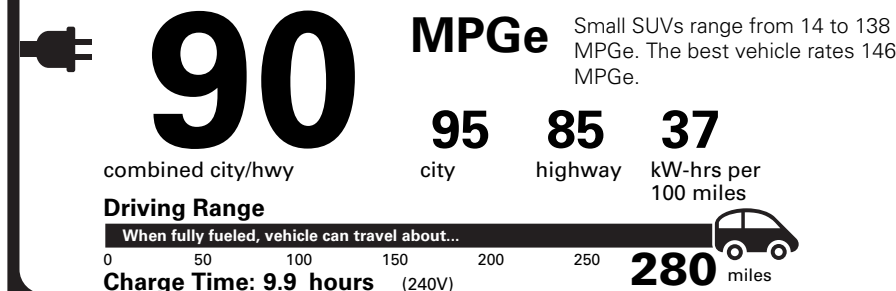 90
MPGe
Small SUVs range from 14 to 138
MPGe. The best vehicle rates 146
MPGe.
combined city/hwy
95
city
85
highway
37
kW-hrs per
100 miles
Driving Range
When fully fueled, vehicle can travel about...
0 50 100 150 200 250 280 miles
Charge Time: 9.9 hours (240V)